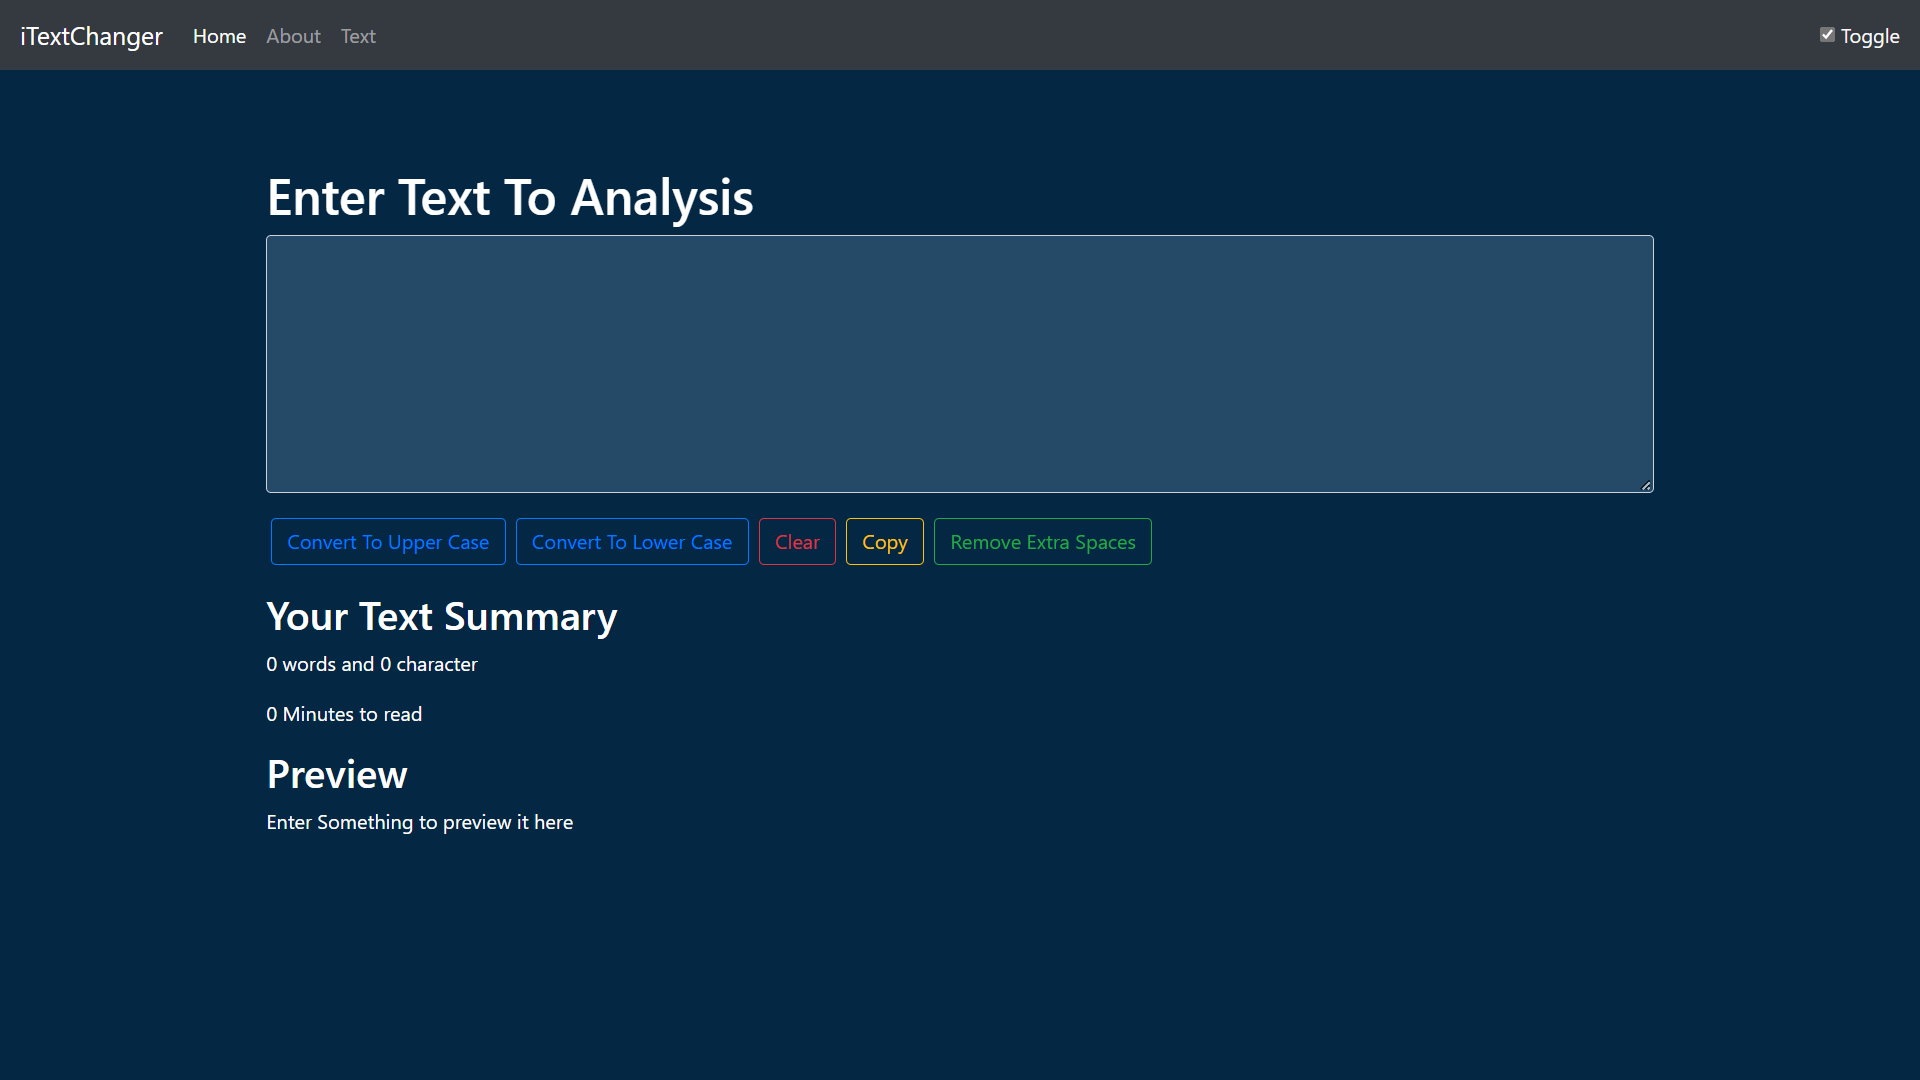 iTextChanger Home About Text Toggle
Enter Text To Analysis
Convert To Upper Case Convert To Lower Case Clear Copy Remove Extra Spaces
Your Text Summary
0 words and 0 character
0 Minutes to read
Preview
Enter Something to preview it here